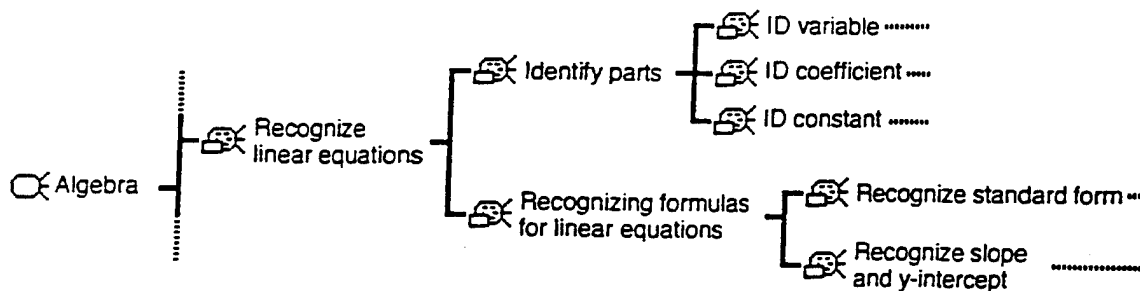 ID variable
Identify parts
ID coefficient
ID constant
Recognize
linear equations
Algebra
Recognizing formulas
for linear equations
Recognize standard form
Recognize slope
and y-intercept